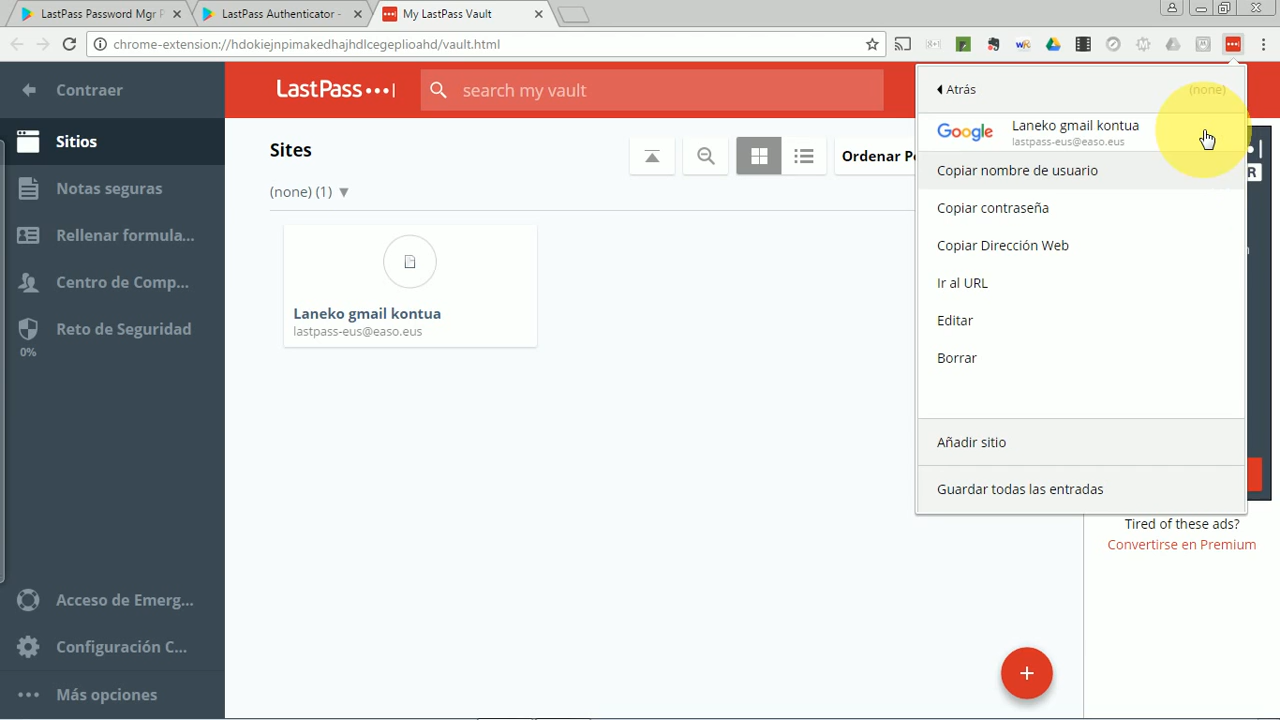 LastPass Password Mgr P
LastPass Authenticator -
My LastPass Vault
chrome-extension://hdokiejnpimakedhajhdlcegeplioahd/vault.html
Contraer
LastPass
search my vault
Atrás
(none)
Google
Laneko gmail kontua
lastpass-eus@easo.eus
Sitios
Notas seguras
Rellenar formula...
Centro de Comp...
Reto de Seguridad
0%
Acceso de Emerg...
Configuración C...
Más opciones
Sites
Ordenar Po
(none) (1)
Laneko gmail kontua
lastpass-eus@easo.eus
Copiar nombre de usuario
Copiar contraseña
Copiar Dirección Web
Ir al URL
Editar
Borrar
Añadir sitio
Guardar todas las entradas
R
Tired of these ads?
Convertirse en Premium